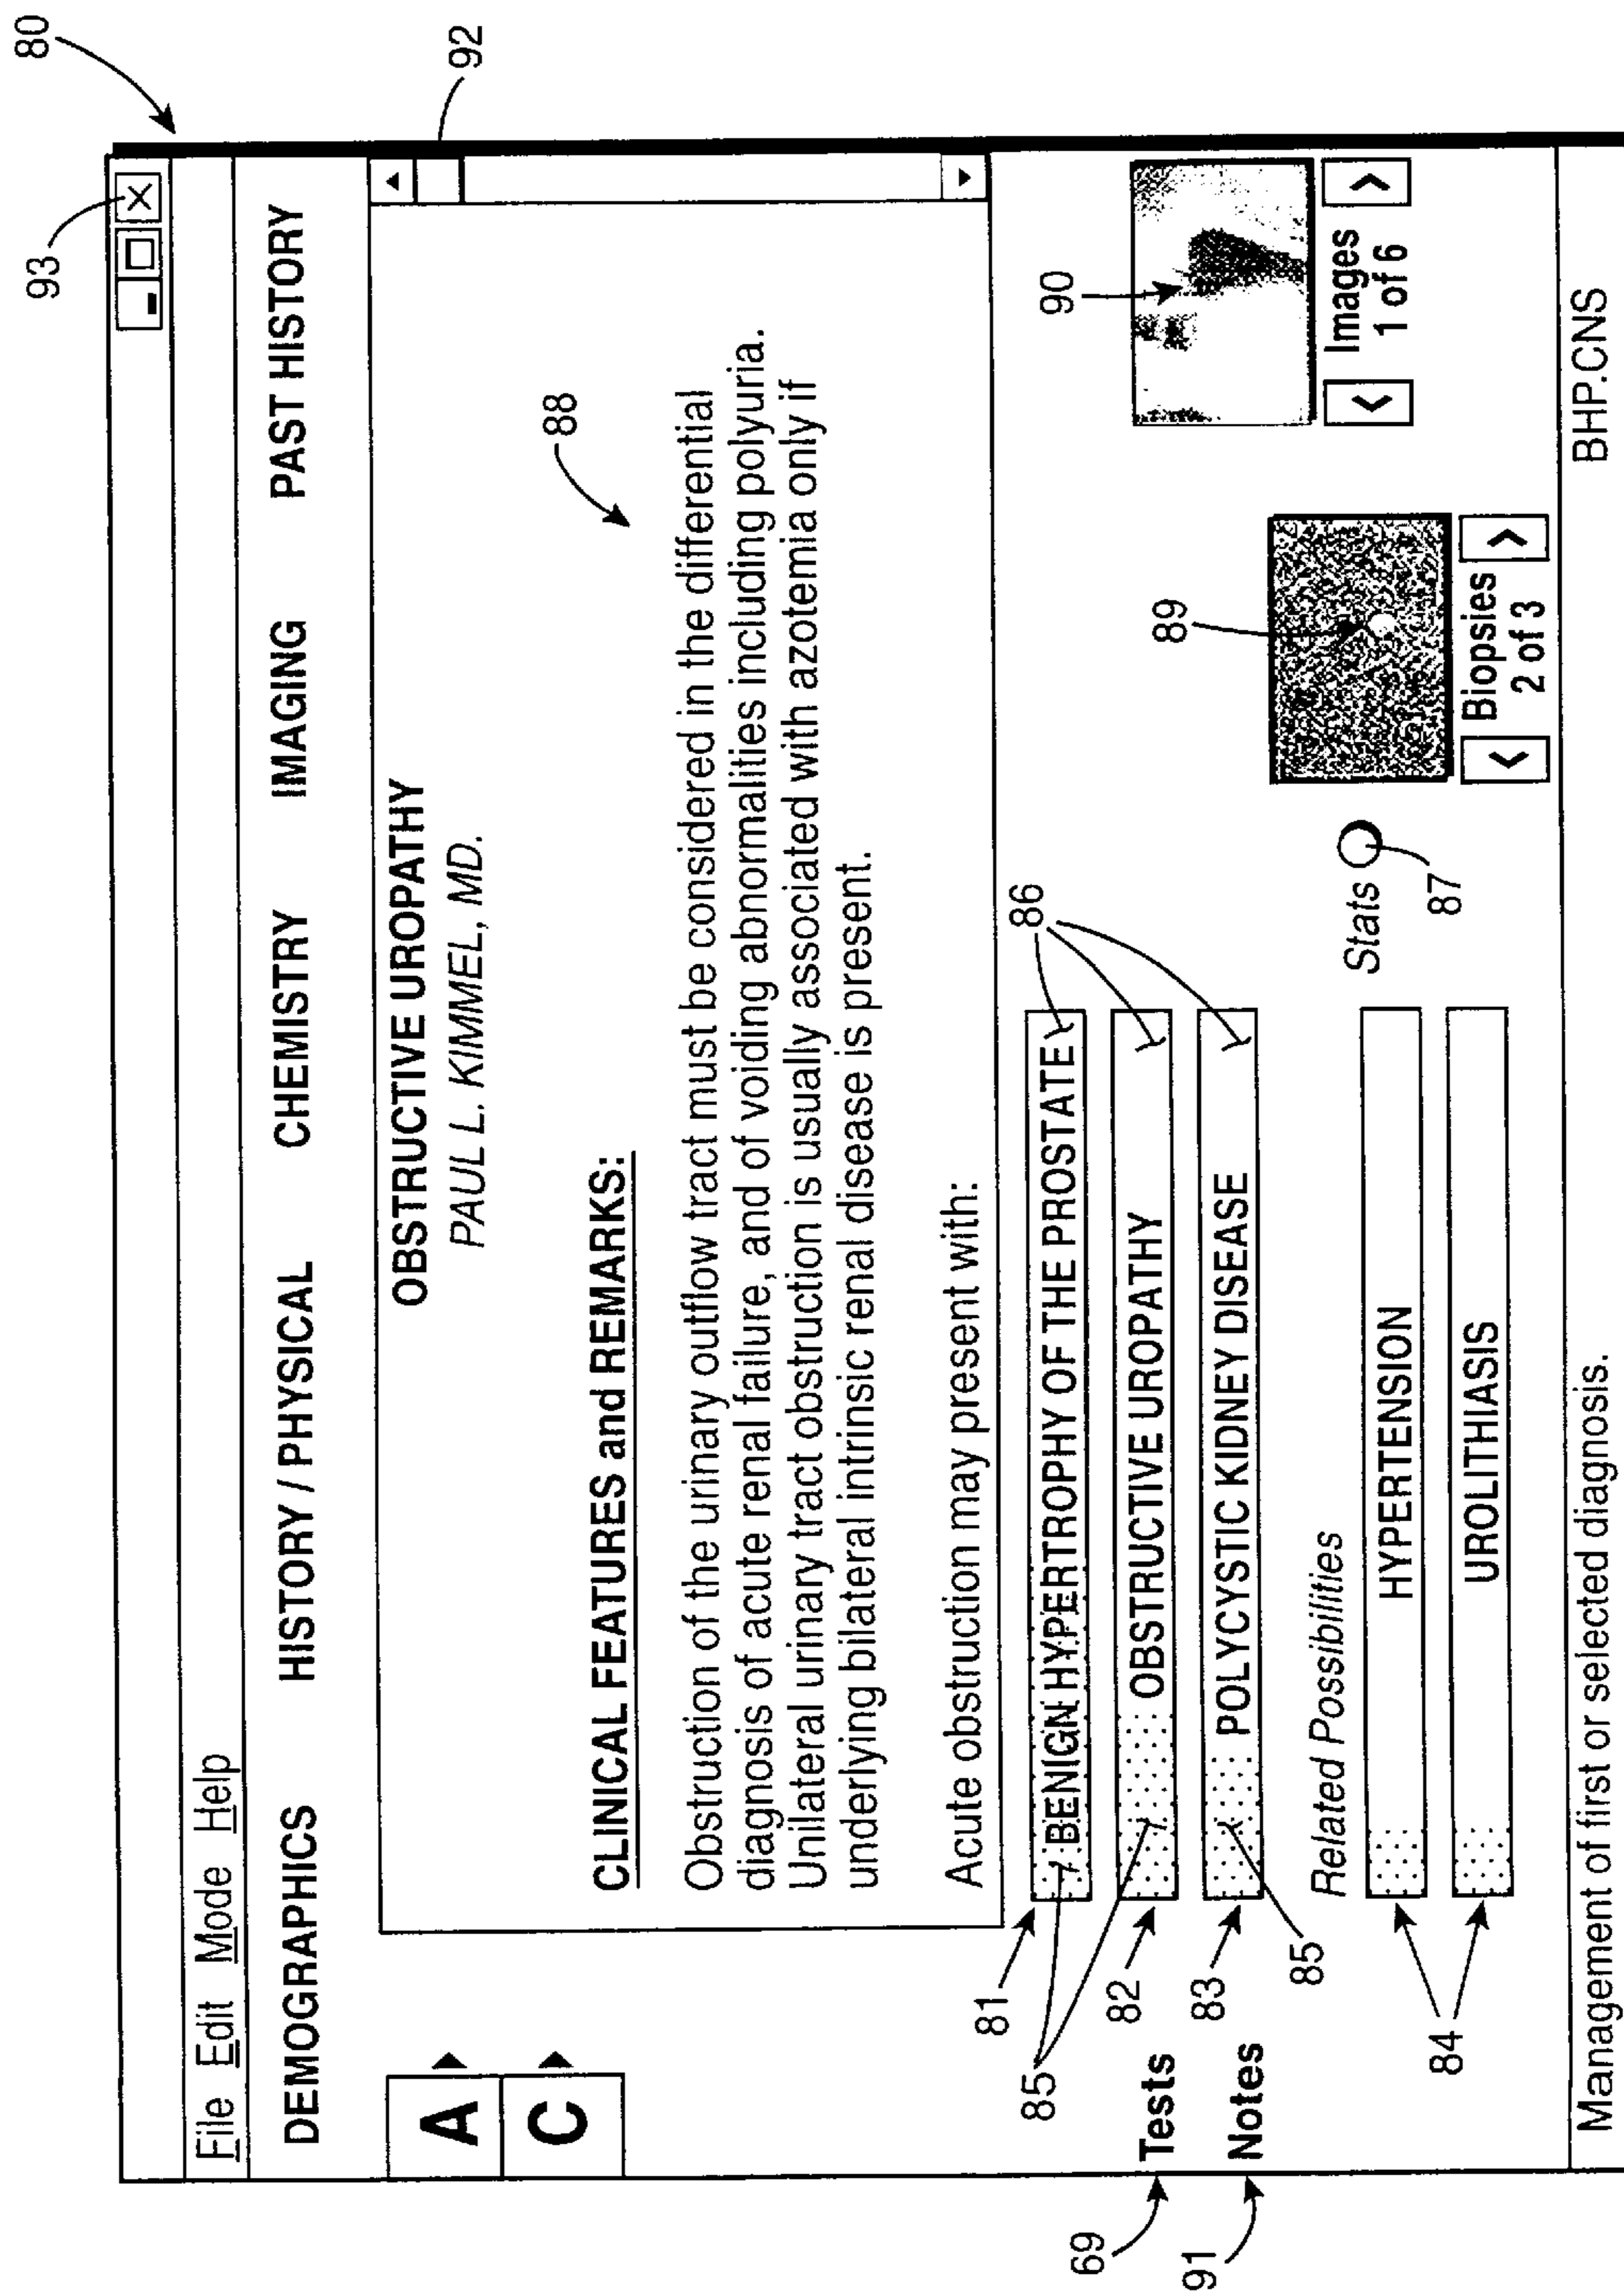 80
93
92
File Edit Mode Help
DEMOGRAPHICS HISTORY / PHYSICAL CHEMISTRY IMAGING PAST HISTORY
A
C
OBSTRUCTIVE UROPATHY
PAUL L. KIMMEL, MD.
88
CLINICAL FEATURES and REMARKS:
Obstruction of the urinary outflow tract must be considered in the differential
diagnosis of acute renal failure, and of voiding abnormalities including polyuria.
Unilateral urinary tract obstruction is usually associated with azotemia only if
underlying bilateral intrinsic renal disease is present.
Acute obstruction may present with:
81
85
86
BENIGN HYPERTROPHY OF THE PROSTATE
69
Tests
82
OBSTRUCTIVE UROPATHY
91
Notes
83
POLYCYSTIC KIDNEY DISEASE
85
Related Possibilities
84
HYPERTENSION
UROLITHIASIS
Stats
87
89
Biopsies
2 of 3
90
Images
1 of 6
Management of first or selected diagnosis.
BHP.CNS